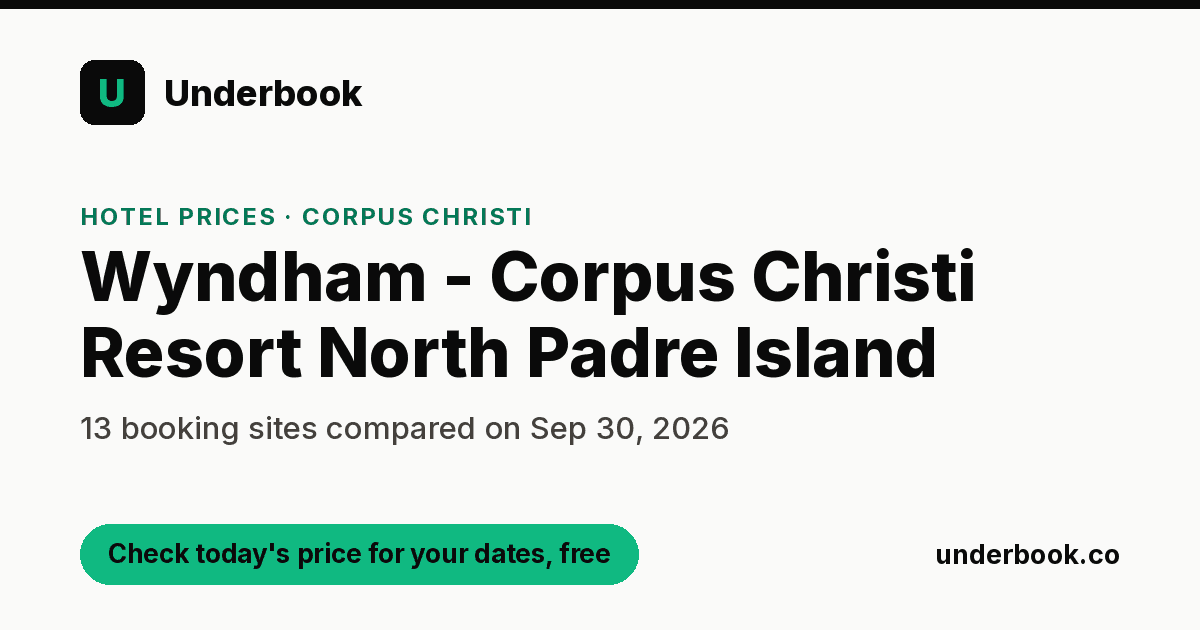 U Underbook
HOTEL PRICES · CORPUS CHRISTI
Wyndham - Corpus Christi
Resort North Padre Island
13 booking sites compared on Sep 30, 2026
Check today's price for your dates, free
underbook.co